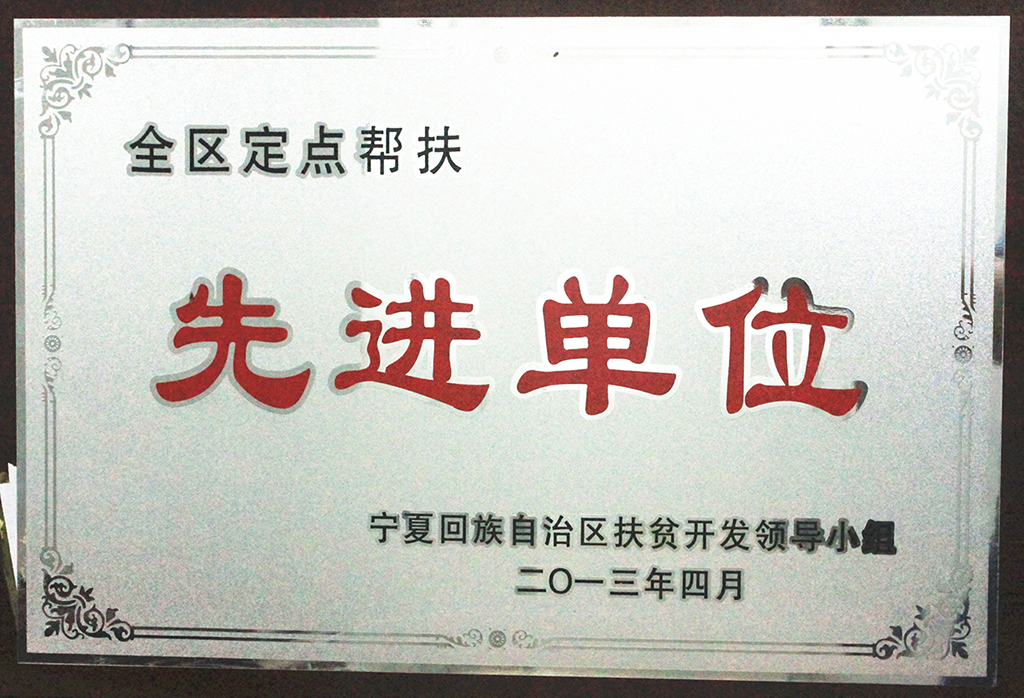 全区定点帮扶
先进单位
宁夏回族自治区扶贫开发领导小组
二〇一三年四月